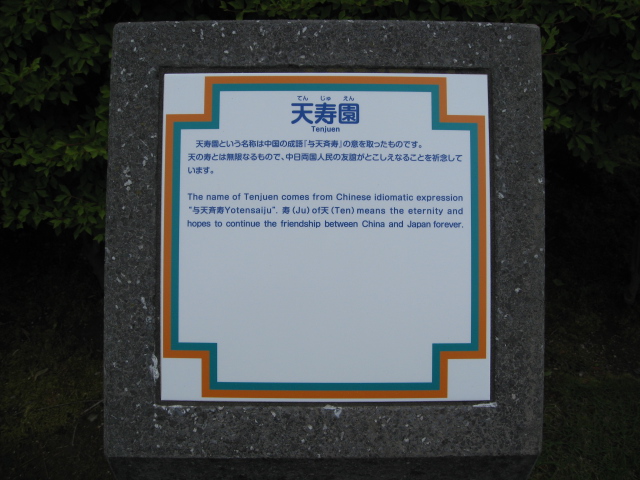 てん じゅ えん
天寿園
Tenjuen
天寿園という名称は中国の成語「与天斉寿」の意を取ったものです。
天の寿とは無限なるもので、中日両国人民の友誼がとこしえなることを祈念して
います。
The name of Tenjuen comes from Chinese idiomatic expression
"与天斉寿Yotensaiju". 寿(Ju)of天(Ten)means the eternity and
hopes to continue the friendship between China and Japan forever.